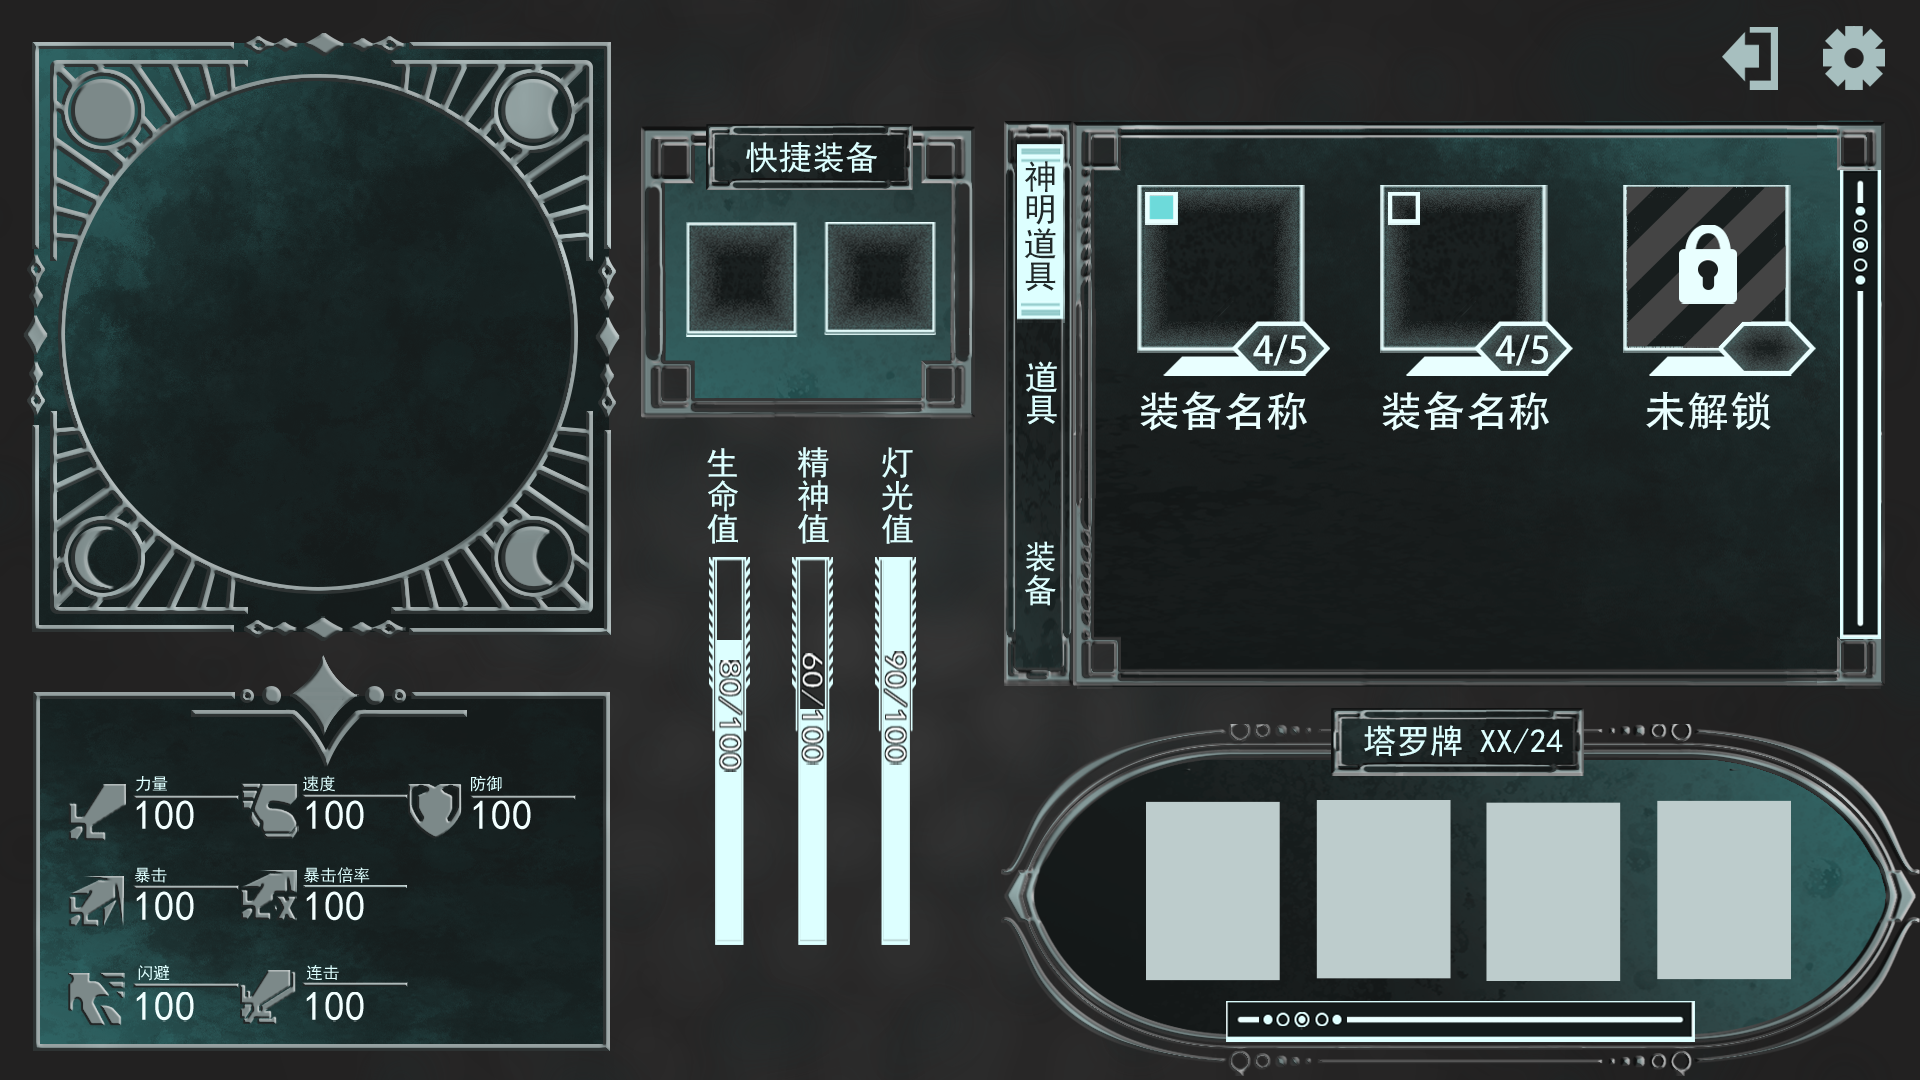 快捷装备
神明道具
道具
装备
4/5
4/5
装备名称
装备名称
未解锁
生命值
精神值
灯光值
80/100
60/100
90/100
力量
100
速度
100
防御
100
暴击
100
暴击倍率
100
闪避
100
连击
100
塔罗牌 XX/24